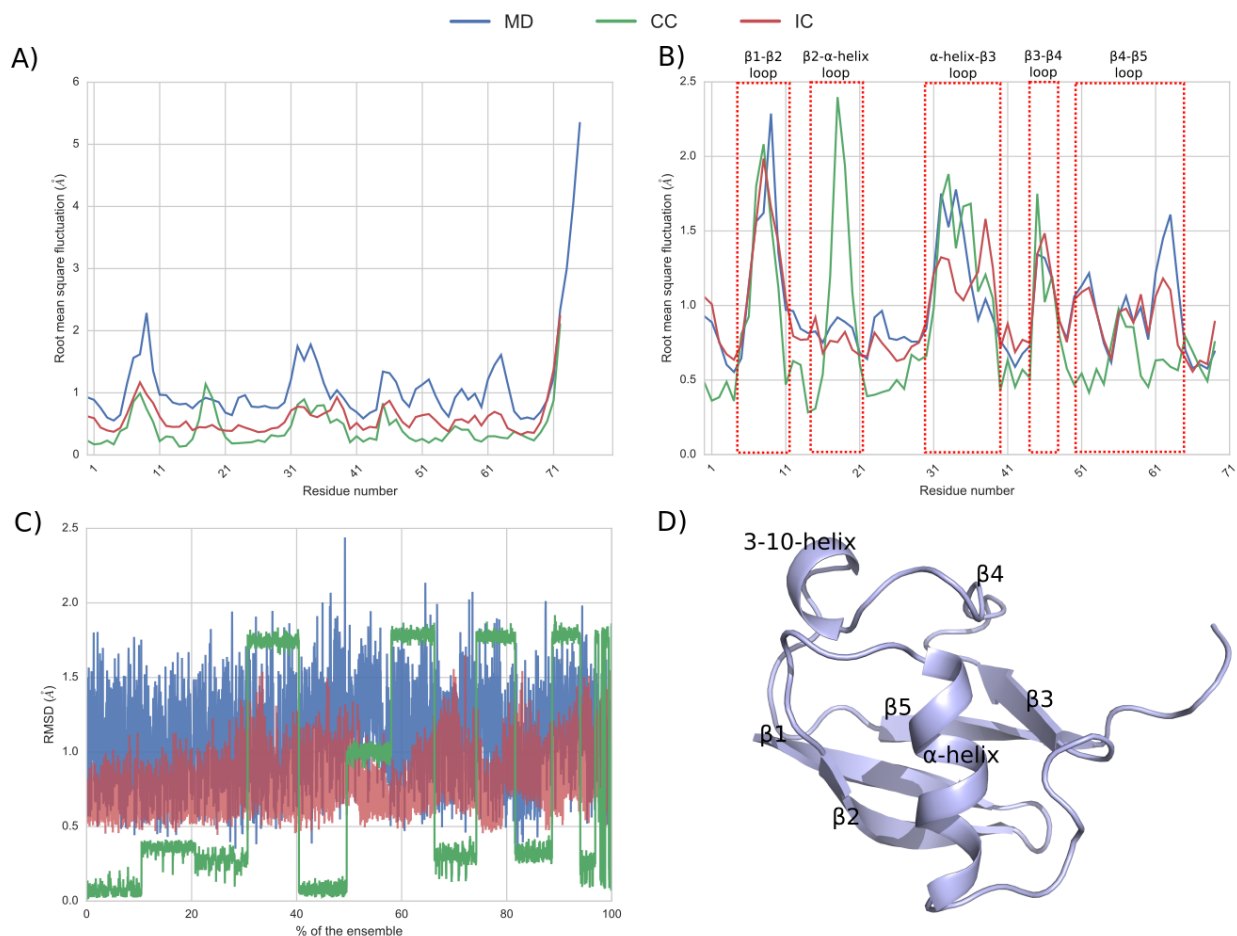 MD CC IC
A)
6
5
4
3
2
1
0
Root mean square fluctuation (Å)
1 11 21 31 41 51 61 71
Residue number
B)
β1-β2 loop
β2-α-helix loop
α-helix-β3 loop
β3-β4 loop
β4-β5 loop
2.5
2.0
1.5
1.0
0.5
0.0
Root mean square fluctuation (Å)
1 11 21 31 41 51 61 71
Residue number
C)
2.5
2.0
1.5
1.0
0.5
0.0
RMSD (Å)
0 20 40 60 80 100
% of the ensemble
D)
3-10-helix
β4
β5
β3
β1
α-helix
β2